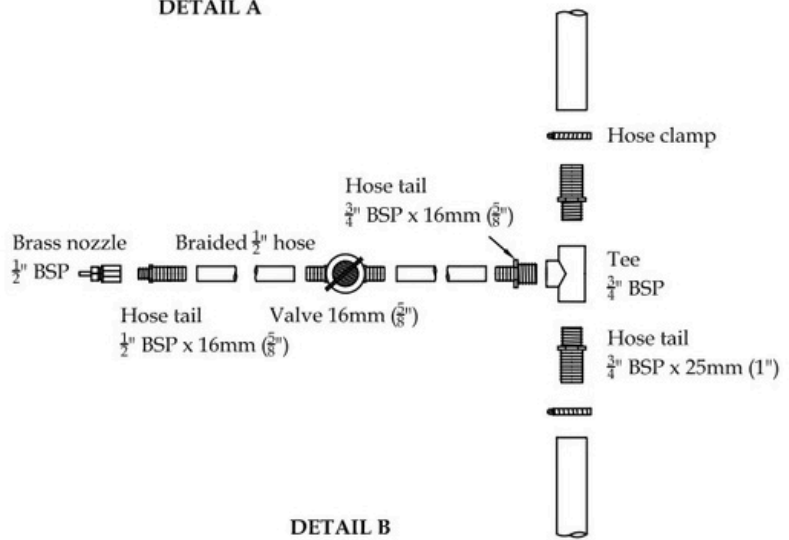 DETAIL A
Hose clamp
Hose tail
3/4" BSP x 16mm (5/8")
Brass nozzle
1/2" BSP
Braided 1/2" hose
Tee
3/4" BSP
Hose tail
1/2" BSP x 16mm (5/8")
Valve 16mm (5/8")
Hose tail
3/4" BSP x 25mm (1")
DETAIL B